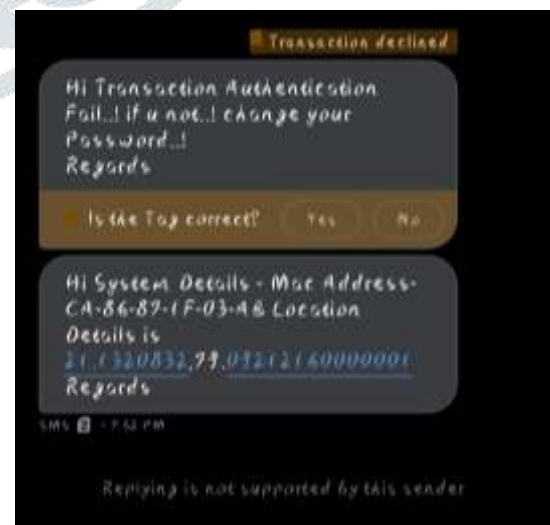 Transaction declined
Hi Transaction Authentication
Fail..! if u not..! change your
Password..!
Regards
Is the Tag correct? Yes No
Hi System Details - Mac Address-
CA-86-87-1F-03-A8 Location
Details is
21.1320832,79.09212160000001
Regards
SMS
PM
Replying is not supported by this sender